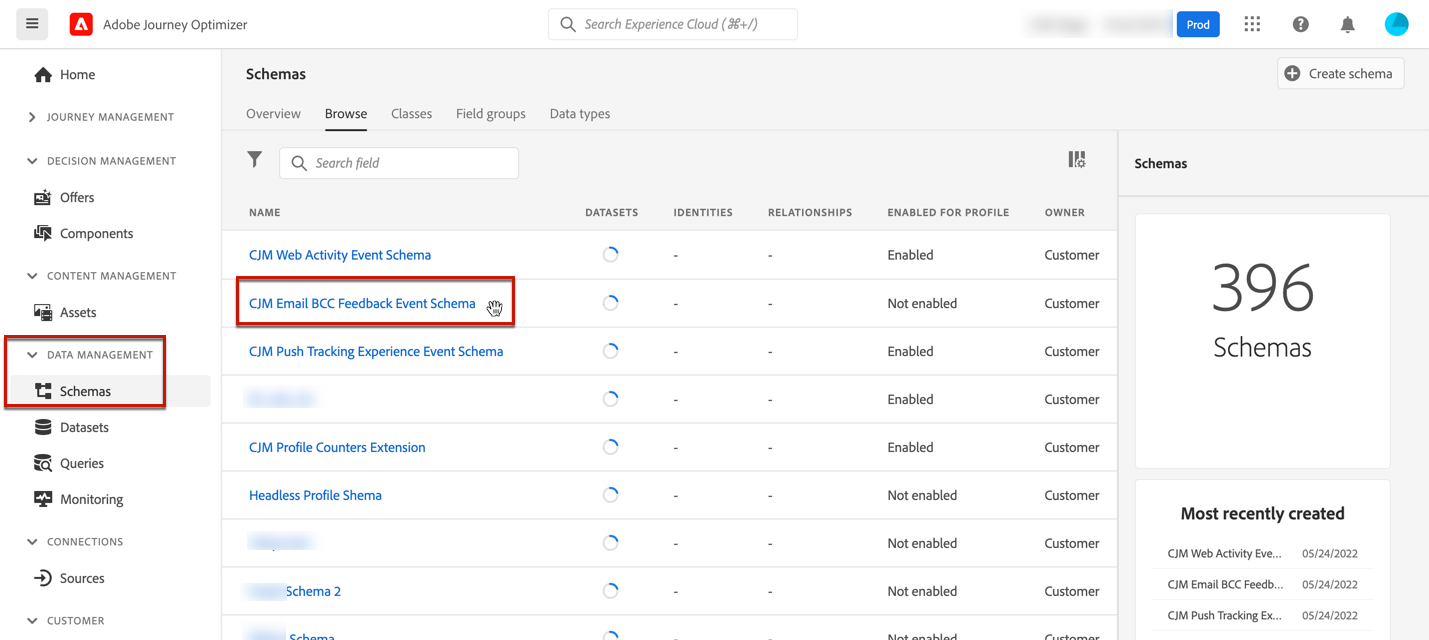 Adobe Journey Optimizer
Search Experience Cloud (⌘+/)
Prod
Home
JOURNEY MANAGEMENT
DECISION MANAGEMENT
Offers
Components
CONTENT MANAGEMENT
Assets
DATA MANAGEMENT
Schemas
Datasets
Queries
Monitoring
CONNECTIONS
Sources
CUSTOMER
Schemas
Create schema
Overview Browse Classes Field groups Data types
Search field
NAME DATASETS IDENTITIES RELATIONSHIPS ENABLED FOR PROFILE OWNER
CJM Web Activity Event Schema - - Enabled Customer
CJM Email BCC Feedback Event Schema - - Not enabled Customer
CJM Push Tracking Experience Event Schema - - Enabled Customer
- - Enabled Customer
CJM Profile Counters Extension - - Enabled Customer
Headless Profile Shema - - Not enabled Customer
- - Not enabled Customer
Schema 2 - - Not enabled Customer
Schema - - Not enabled Customer
Schemas
396
Schemas
Most recently created
CJM Web Activity Eve... 05/24/2022
CJM Email BCC Feedb... 05/24/2022
CJM Push Tracking Ex... 05/24/2022